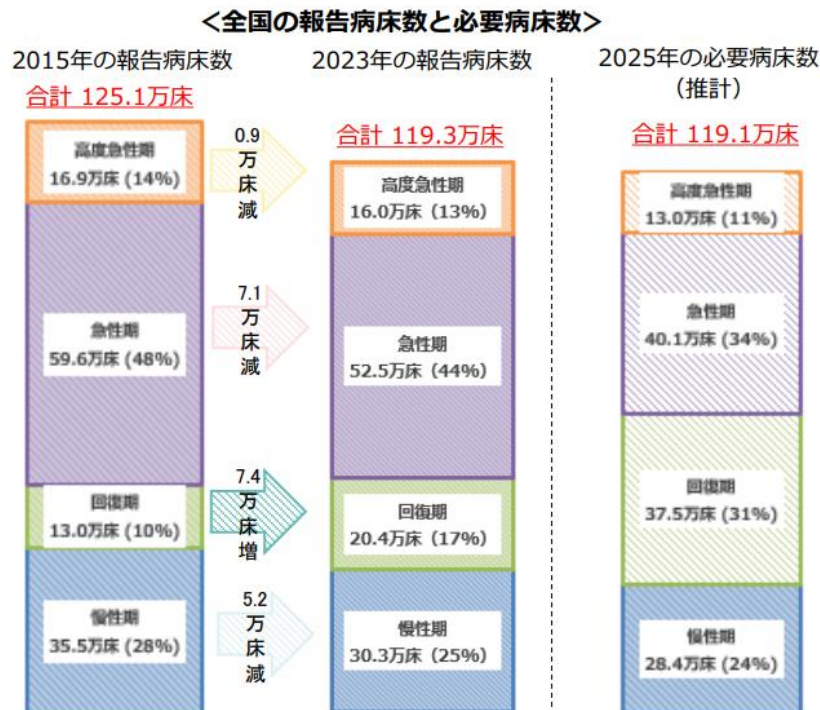 ＜全国の報告病床数と必要病床数＞
2015年の報告病床数
合計 125.1万床
高度急性期
16.9万床 (14%)
急性期
59.6万床 (48%)
回復期
13.0万床 (10%)
慢性期
35.5万床 (28%)
0.9
万
床
減
7.1
万
床
減
7.4
万
床
増
5.2
万
床
減
2023年の報告病床数
合計 119.3万床
高度急性期
16.0万床（13%）
急性期
52.5万床（44%）
回復期
20.4万床（17%）
慢性期
30.3万床（25%）
2025年の必要病床数
（推計）
合計 119.1万床
高度急性期
13.0万床 (11%)
急性期
40.1万床 (34%)
回復期
37.5万床 (31%)
慢性期
28.4万床 (24%)